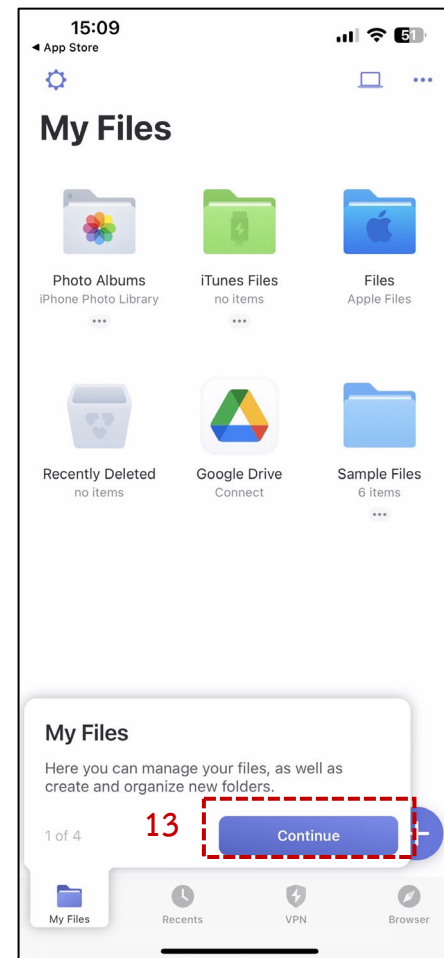 15:09
51
◀ App Store
My Files
Photo Albums
iPhone Photo Library
iTunes Files
no items
Files
Apple Files
Recently Deleted
no items
Google Drive
Connect
Sample Files
6 items
My Files
Here you can manage your files, as well as
create and organize new folders.
1 of 4
13
Continue
My Files
Recents
VPN
Browser